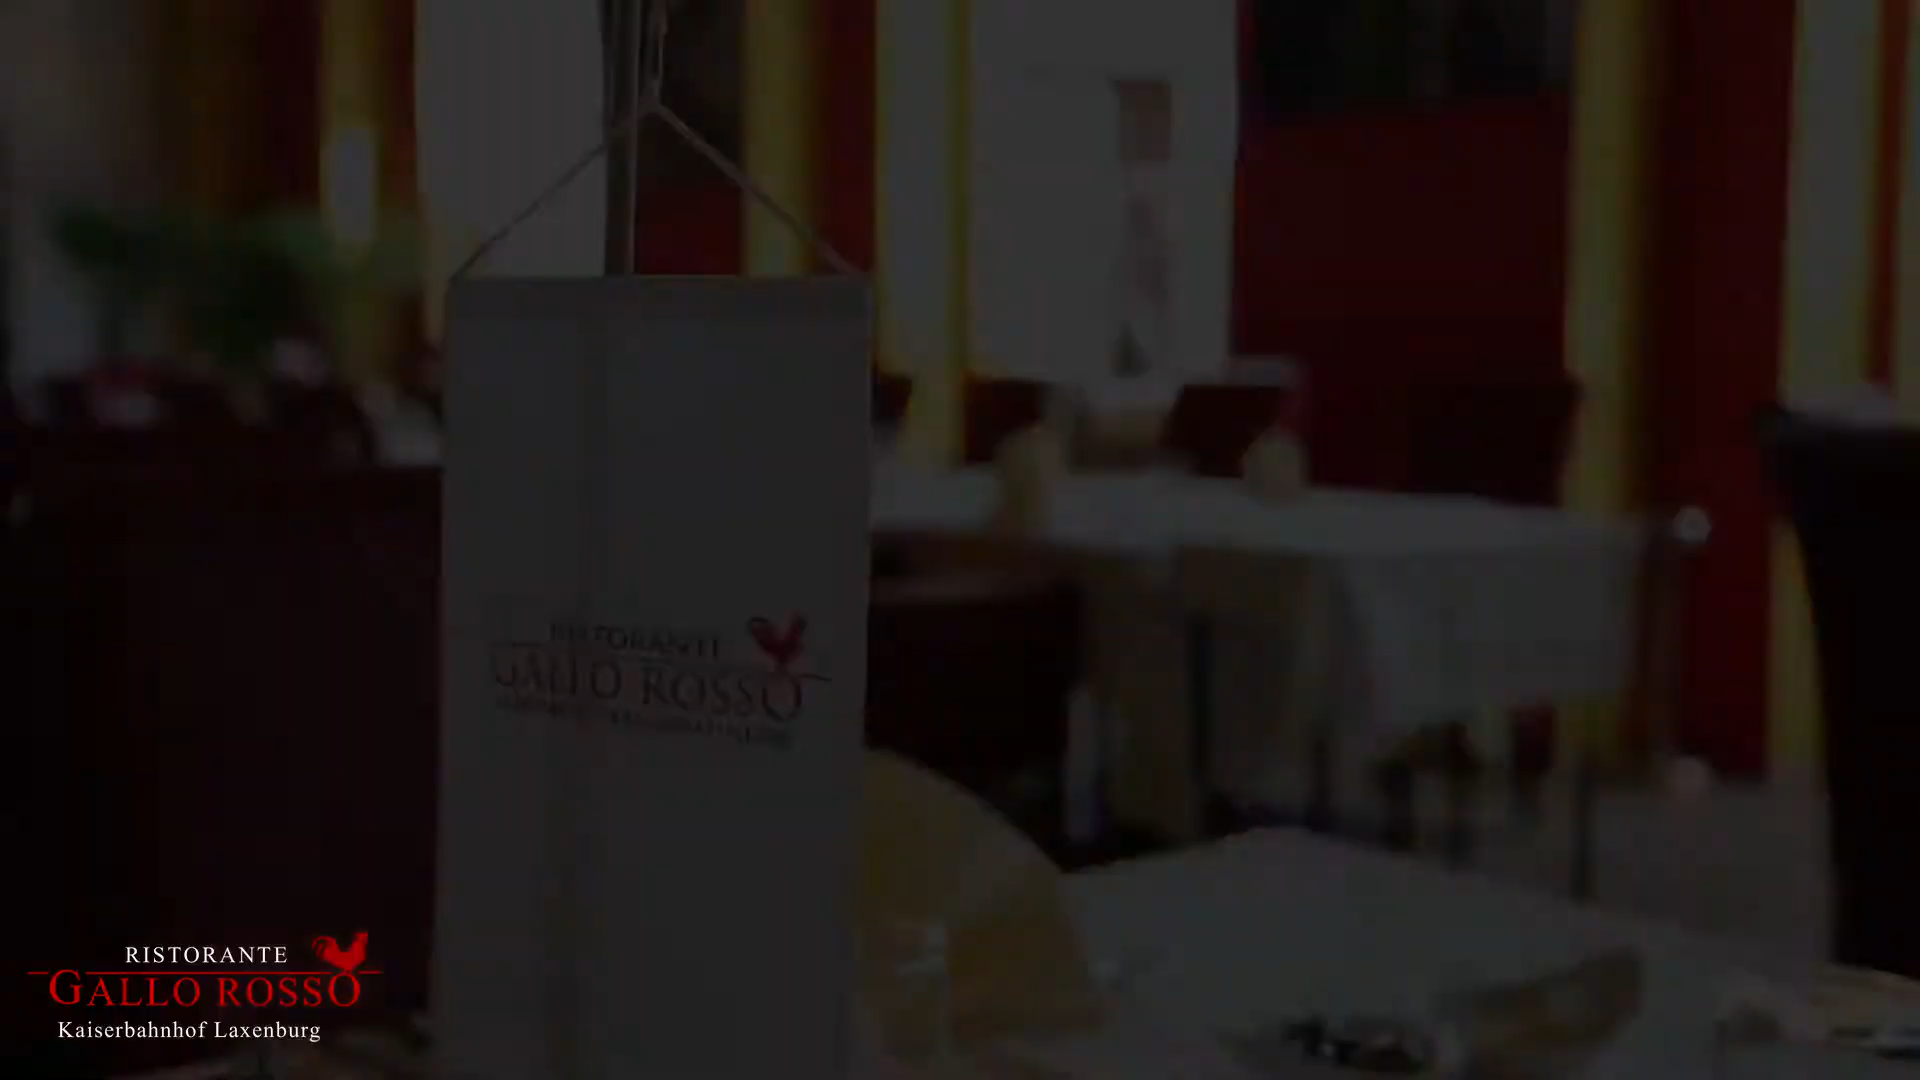 RISTORANTE
GALLO ROSSO
RISTORANTE
GALLO ROSSO
Kaiserbahnhof Laxenburg